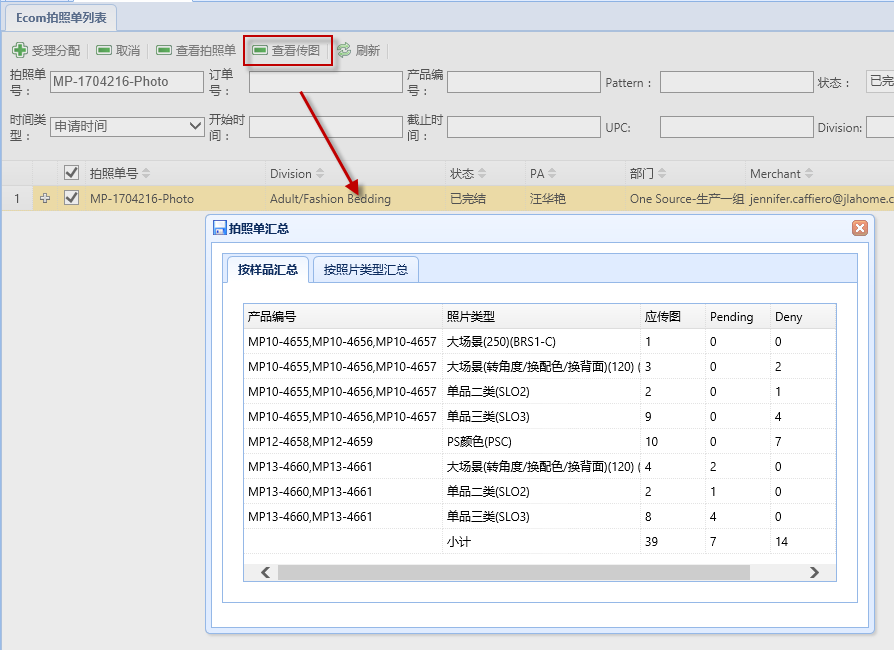 Ecom拍照单列表
受理分配 取消 查看拍照单 查看传图 刷新
拍照单号： MP-1704216-Photo 订单号： 产品编号： Pattern： 状态： 已完
时间类型： 申请时间 开始时间： 截止时间： UPC: Division:
拍照单号 Division 状态 PA 部门 Merchant
1 MP-1704216-Photo Adult/Fashion Bedding 已完结 汪华艳 One Source-生产一组 jennifer.caffiero@jlahome.c
拍照单汇总
按样品汇总 按照片类型汇总
产品编号 照片类型 应传图 Pending Deny
MP10-4655,MP10-4656,MP10-4657 大场景(250)(BRS1-C) 1 0 0
MP10-4655,MP10-4656,MP10-4657 大场景(转角度/换配色/换背面)(120) ( 3 0 2
MP10-4655,MP10-4656,MP10-4657 单品二类(SLO2) 2 0 1
MP10-4655,MP10-4656,MP10-4657 单品三类(SLO3) 9 0 4
MP12-4658,MP12-4659 PS颜色(PSC) 10 0 7
MP13-4660,MP13-4661 大场景(转角度/换配色/换背面)(120) ( 4 2 0
MP13-4660,MP13-4661 单品二类(SLO2) 2 1 0
MP13-4660,MP13-4661 单品三类(SLO3) 8 4 0
小计 39 7 14